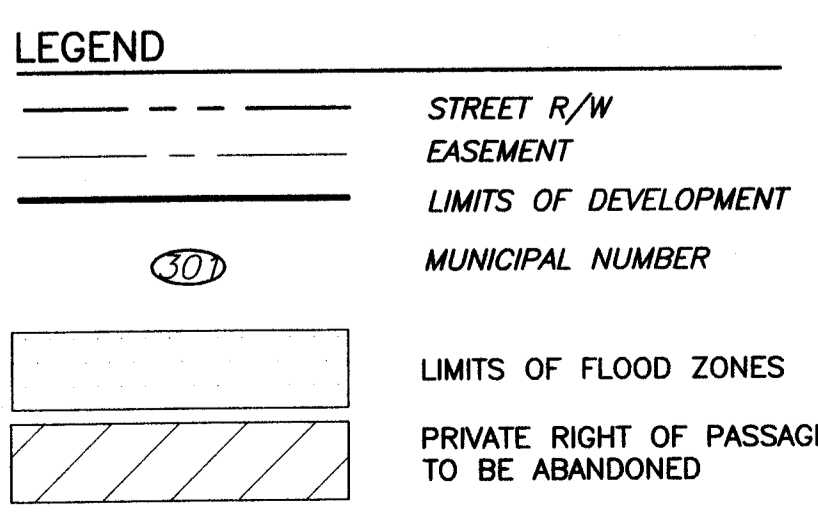 LEGEND
STREET R/W
EASEMENT
LIMITS OF DEVELOPMENT
301 MUNICIPAL NUMBER
LIMITS OF FLOOD ZONES
PRIVATE RIGHT OF PASSAGE
TO BE ABANDONED